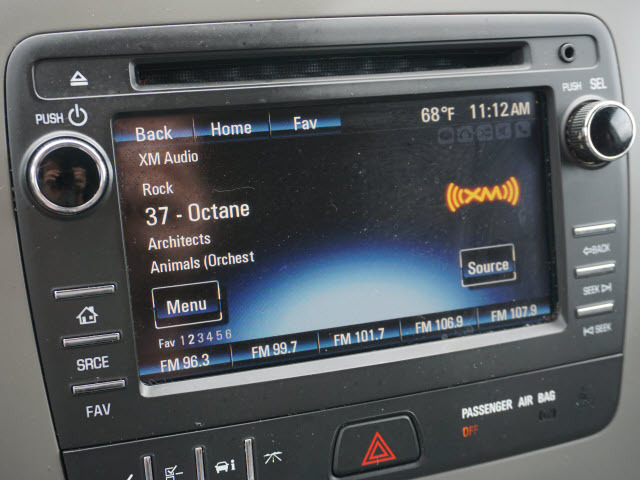 PUSH
PUSH SEL
Back Home Fav 68°F 11:12AM
XM Audio
Rock
37 - Octane
XM
Architects
Animals (Orchest
Menu
Source
Fav 1 2 3 4 5 6
FM 96.3 FM 99.7 FM 101.7 FM 106.9 FM 107.9
SRCE
FAV
BACK
SEEK
SEEK
PASSENGER AIR BAG
OFF
i